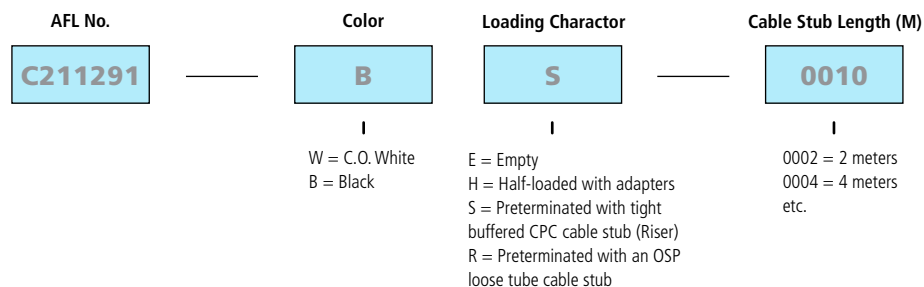 AFL No.
Color
Loading Charactor
Cable Stub Length (M)
C211291
B
S
0010
W = C.O. White
B = Black
E = Empty
H = Half-loaded with adapters
S = Preterminated with tight
buffered CPC cable stub (Riser)
R = Preterminated with an OSP
loose tube cable stub
0002 = 2 meters
0004 = 4 meters
etc.